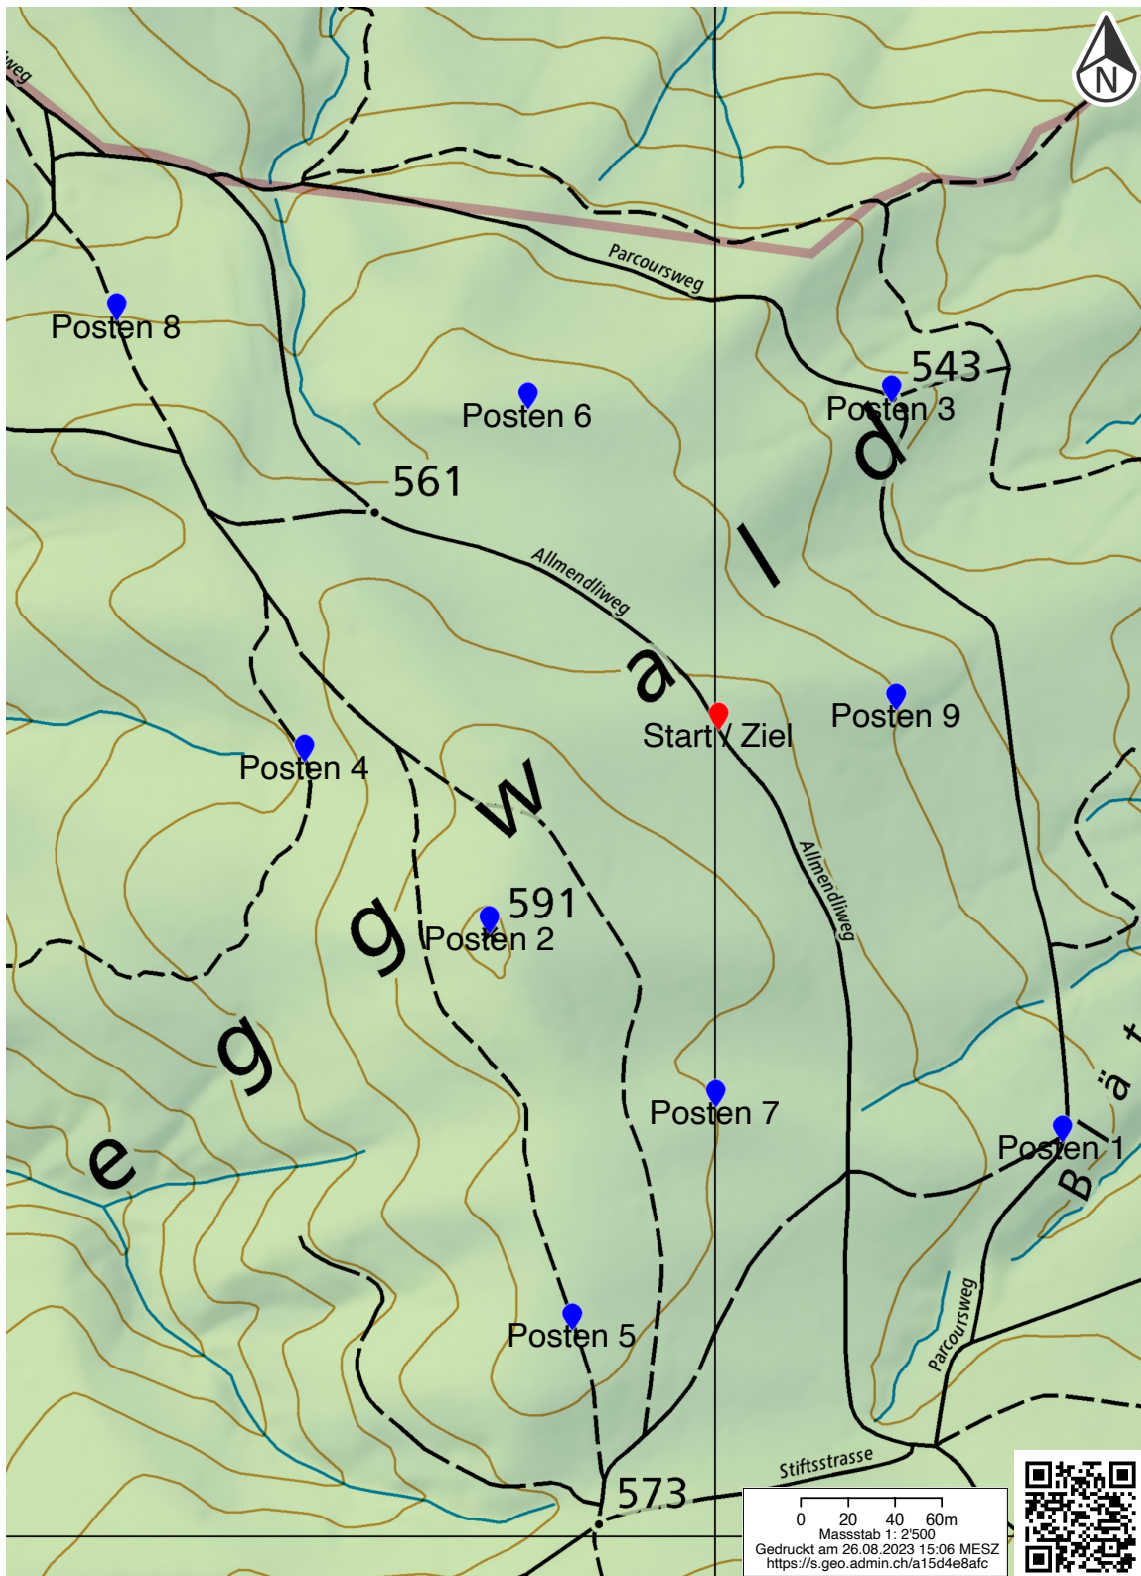 weg
N
Parcoursweg
Posten 8
543
Posten 6
Posten 3
d
561
l
Allmendliweg
a
Posten 9
Start / Ziel
Posten 4
w
Allmendliweg
591
g
Posten 2
g
Blät
Posten 7
Posten 1
e
Posten 5
Parcoursweg
Stiftsstrasse
573
0 20 40 60m
Massstab 1: 2'500
Gedruckt am 26.08.2023 15:06 MESZ
https://s.geo.admin.ch/a15d4e8afc